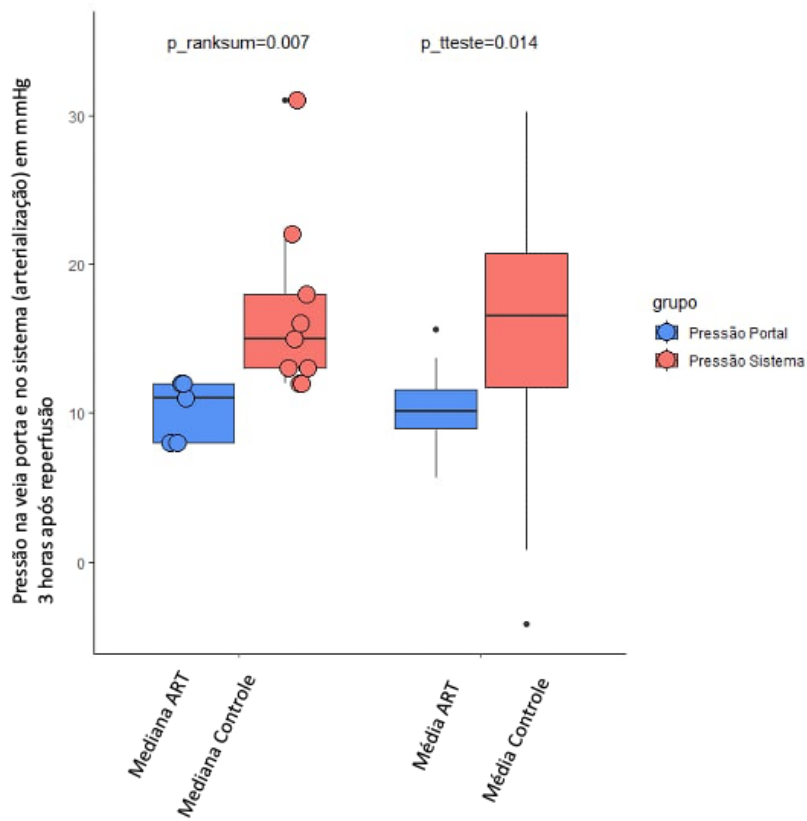 p_ranksum=0.007
p_tteste=0.014
Pressão na veia porta e no sistema (arterialização) em mmHg
3 horas após reperfusão
30
20
10
0
grupo
Pressão Portal
Pressão Sistema
Mediana ART
Mediana Controle
Média ART
Média Controle